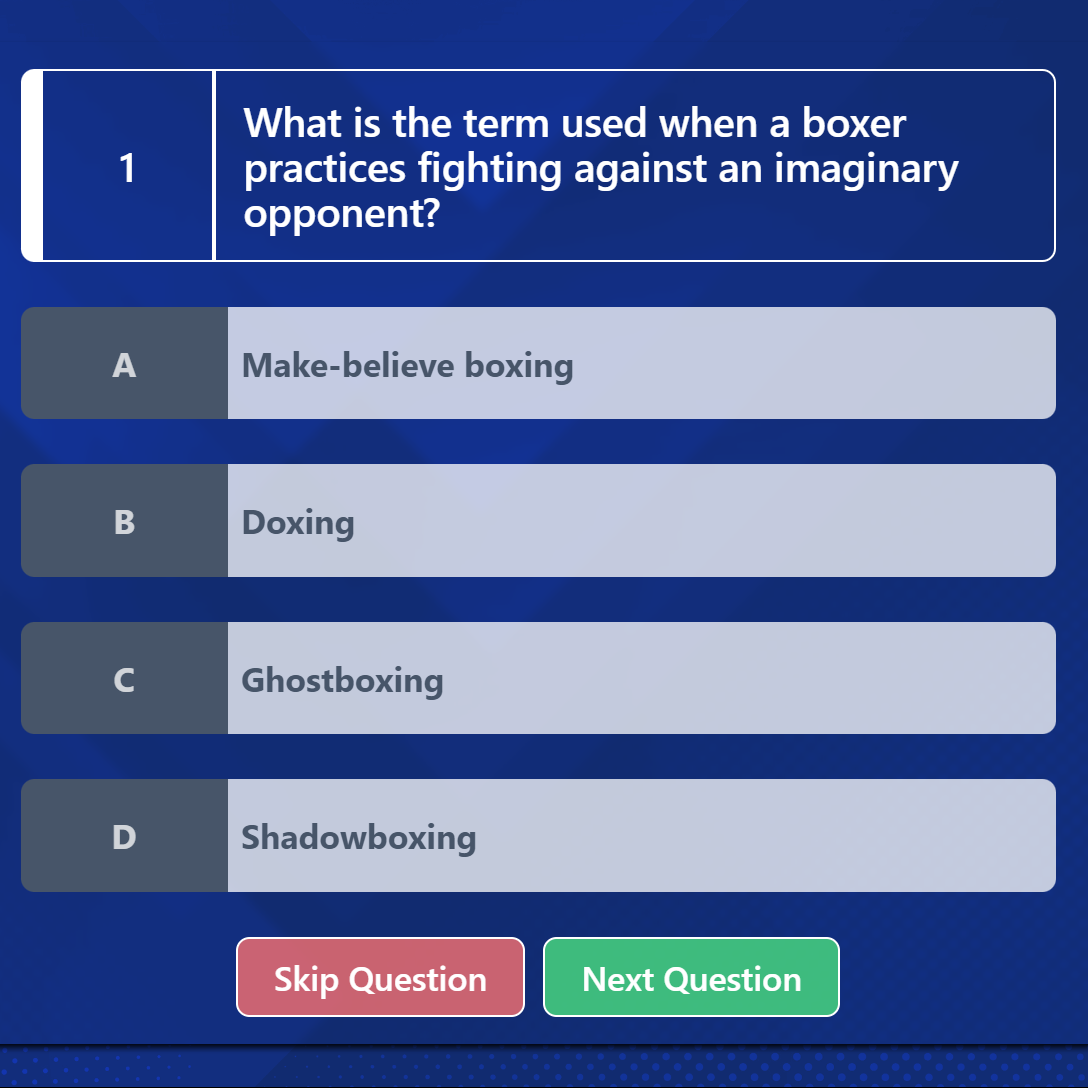 1
What is the term used when a boxer
practices fighting against an imaginary
opponent?
A
Make-believe boxing
B
Doxing
C
Ghostboxing
D
Shadowboxing
Skip Question
Next Question